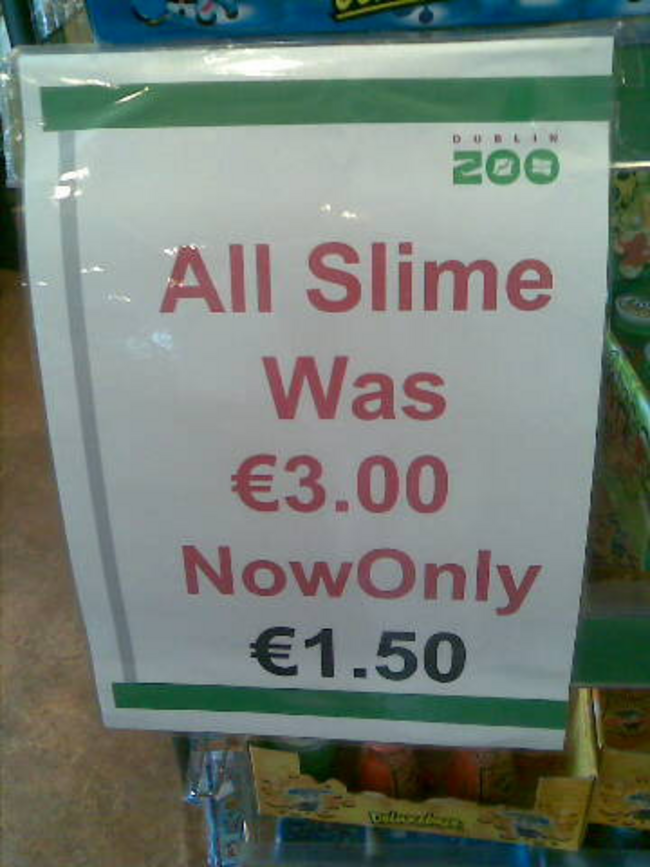 DUBLIN
ZOO
All Slime
Was
€3.00
NowOnly
€1.50